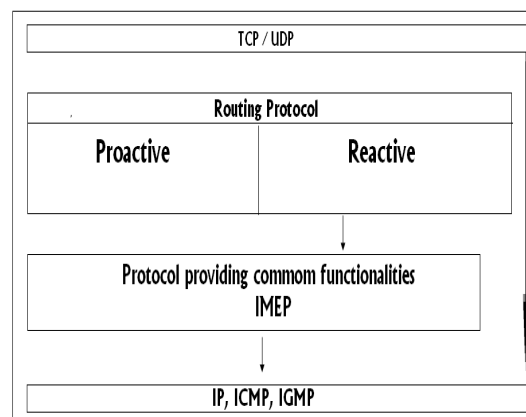 TCP / UDP
Routing Protocol
Proactive
Reactive
Protocol providing commom functionalities
IMEP
IP, ICMP, IGMP